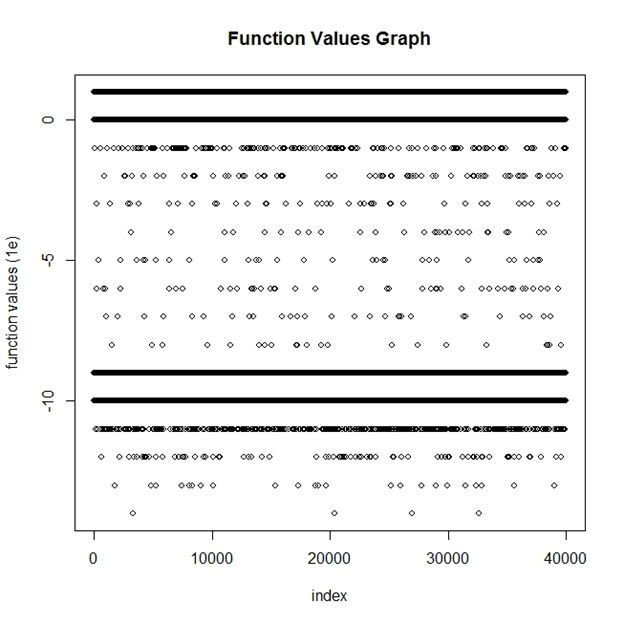 Function Values Graph
0
-5
-10
function values (1e)
0 10000 20000 30000 40000
index